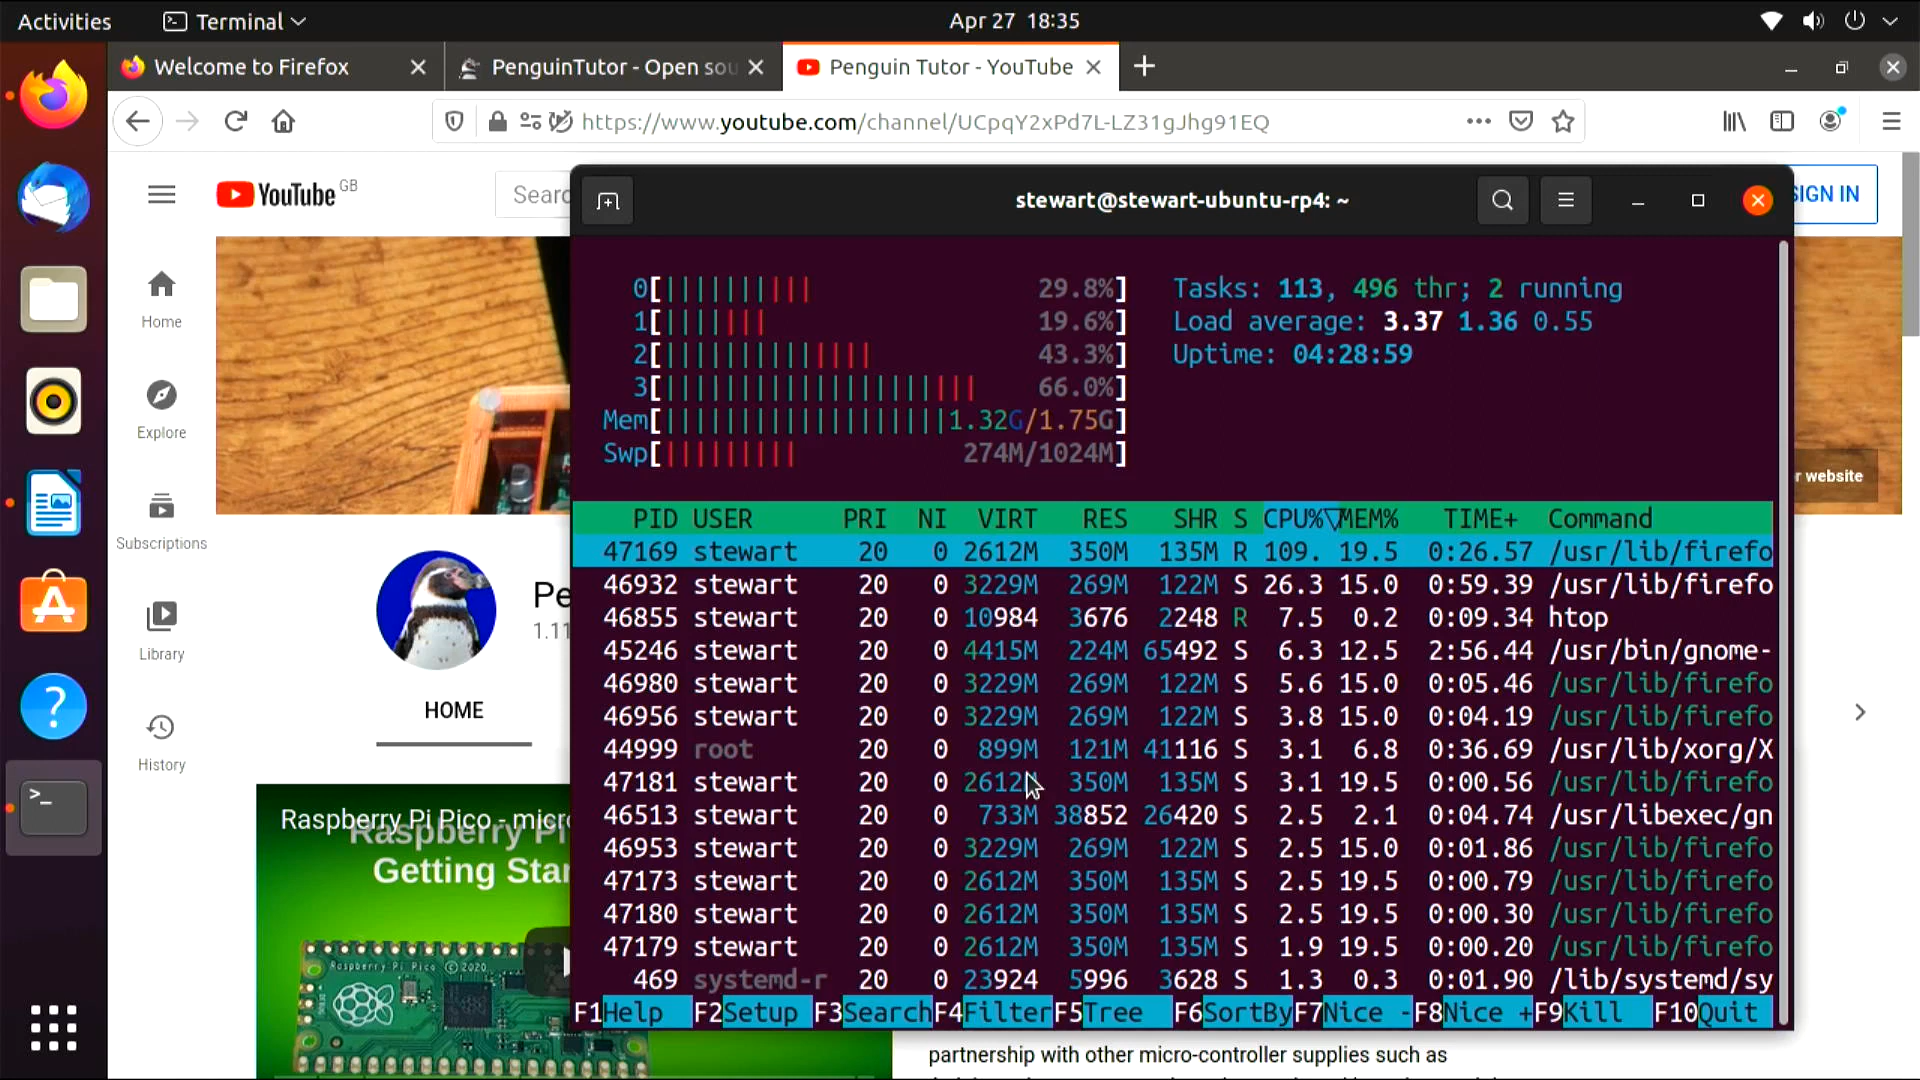 Activities
Terminal
Apr 27 18:35
Welcome to Firefox
PenguinTutor - Open sou
Penguin Tutor - YouTube
https://www.youtube.com/channel/UCpqY2xPd7L-LZ31gJhg91EQ
YouTube GB
Searc
SIGN IN
Home
Explore
Subscriptions
Library
History
r website
Pe
1.11
HOME
Raspberry Pi Pico - micro
Raspberry Pi
Getting Star
Raspberry Pi Pico © 2020
stewart@stewart-ubuntu-rp4: ~
0[|||||||||| 29.8%] Tasks: 113, 496 thr; 2 running
1[||||||| 19.6%] Load average: 3.37 1.36 0.55
2[|||||||||||||| 43.3%] Uptime: 04:28:59
3[||||||||||||||||||||| 66.0%]
Mem[|||||||||||||||||||1.32G/1.75G]
Swp[||||||||| 274M/1024M]
PID USER PRI NI VIRT RES SHR S CPU%▽MEM% TIME+ Command
47169 stewart 20 0 2612M 350M 135M R 109. 19.5 0:26.57 /usr/lib/firefo
46932 stewart 20 0 3229M 269M 122M S 26.3 15.0 0:59.39 /usr/lib/firefo
46855 stewart 20 0 10984 3676 2248 R 7.5 0.2 0:09.34 htop
45246 stewart 20 0 4415M 224M 65492 S 6.3 12.5 2:56.44 /usr/bin/gnome-
46980 stewart 20 0 3229M 269M 122M S 5.6 15.0 0:05.46 /usr/lib/firefo
46956 stewart 20 0 3229M 269M 122M S 3.8 15.0 0:04.19 /usr/lib/firefo
44999 root 20 0 899M 121M 41116 S 3.1 6.8 0:36.69 /usr/lib/xorg/X
47181 stewart 20 0 2612M 350M 135M S 3.1 19.5 0:00.56 /usr/lib/firefo
46513 stewart 20 0 733M 38852 26420 S 2.5 2.1 0:04.74 /usr/libexec/gn
46953 stewart 20 0 3229M 269M 122M S 2.5 15.0 0:01.86 /usr/lib/firefo
47173 stewart 20 0 2612M 350M 135M S 2.5 19.5 0:00.79 /usr/lib/firefo
47180 stewart 20 0 2612M 350M 135M S 2.5 19.5 0:00.30 /usr/lib/firefo
47179 stewart 20 0 2612M 350M 135M S 1.9 19.5 0:00.20 /usr/lib/firefo
469 systemd-r 20 0 23924 5996 3628 S 1.3 0.3 0:01.90 /lib/systemd/sy
F1Help F2Setup F3SearchF4FilterF5Tree F6SortByF7Nice -F8Nice +F9Kill F10Quit
partnership with other micro-controller supplies such as